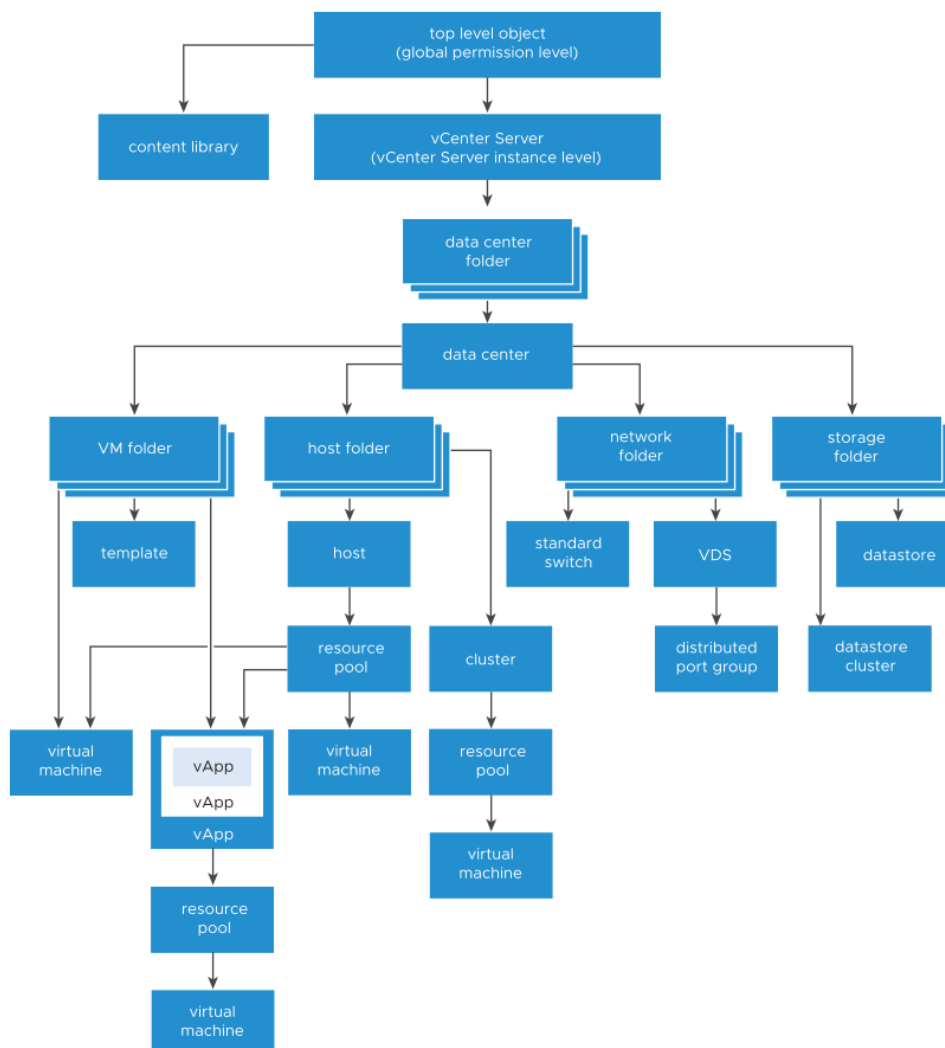 top level object
(global permission level)
content library
vCenter Server
(vCenter Server instance level)
data center
folder
data center
VM folder
host folder
network
folder
storage
folder
template
host
standard
switch
VDS
datastore
resource
pool
cluster
distributed
port group
datastore
cluster
virtual
machine
vApp
vApp
vApp
virtual
machine
resource
pool
virtual
machine
resource
pool
virtual
machine